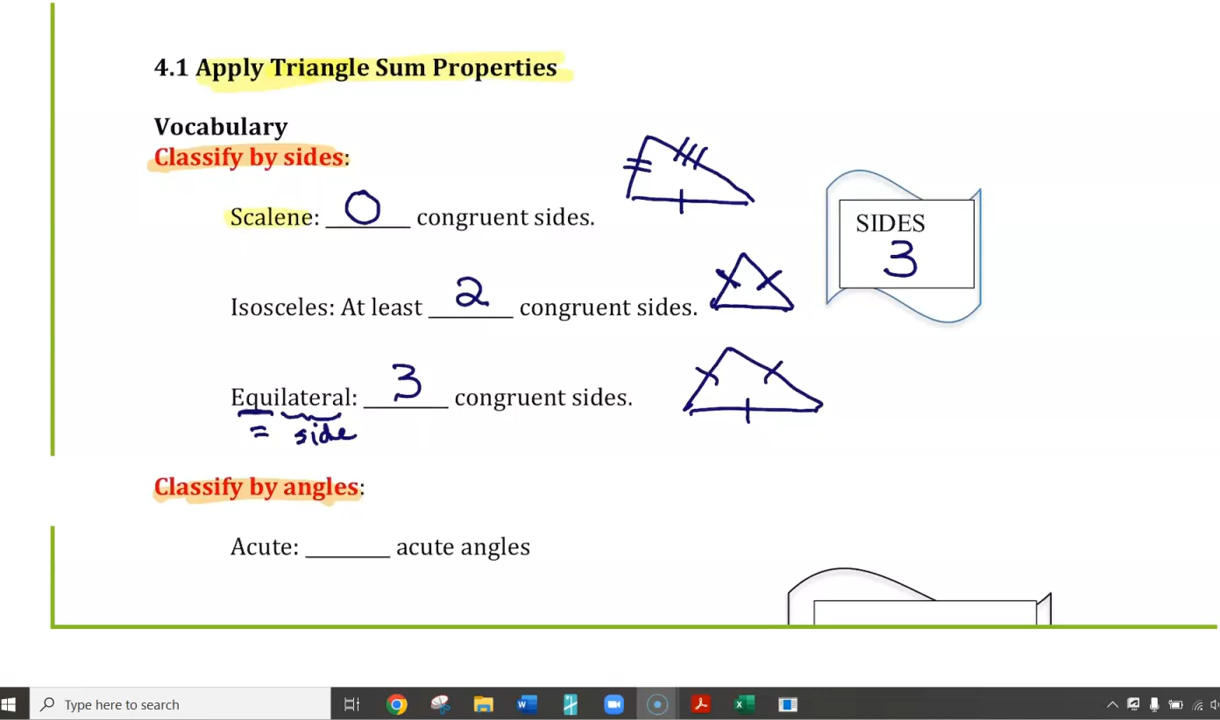 4.1 Apply Triangle Sum Properties
Vocabulary
Classify by sides:
Scalene: 0 congruent sides.
SIDES
3
Isosceles: At least 2 congruent sides.
Equilateral: 3 congruent sides.
= side
Classify by angles:
Acute: ______ acute angles
Type here to search